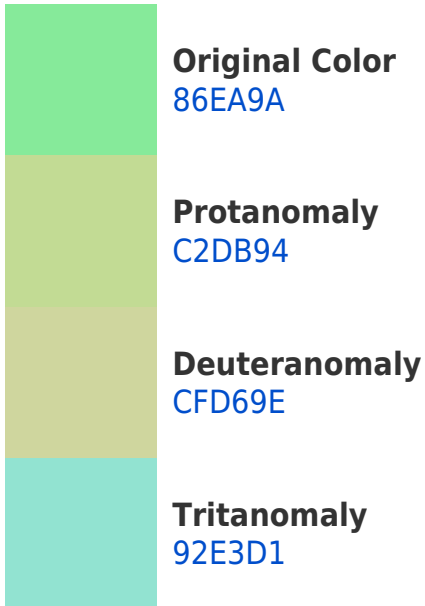 Original Color
86EA9A
Protanomaly
C2DB94
Deuteranomaly
CFD69E
Tritanomaly
92E3D1